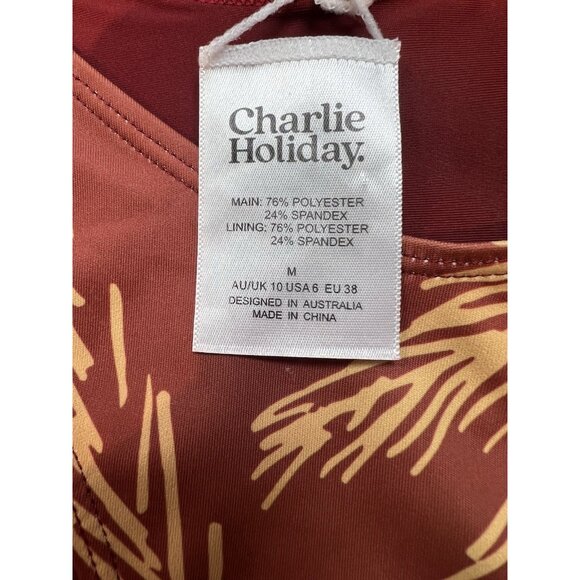 Charlie
Holiday.
MAIN: 76% POLYESTER
24% SPANDEX
LINING: 76% POLYESTER
24% SPANDEX
M
AU/UK 10 USA 6 EU 38
DESIGNED IN AUSTRALIA
MADE IN CHINA